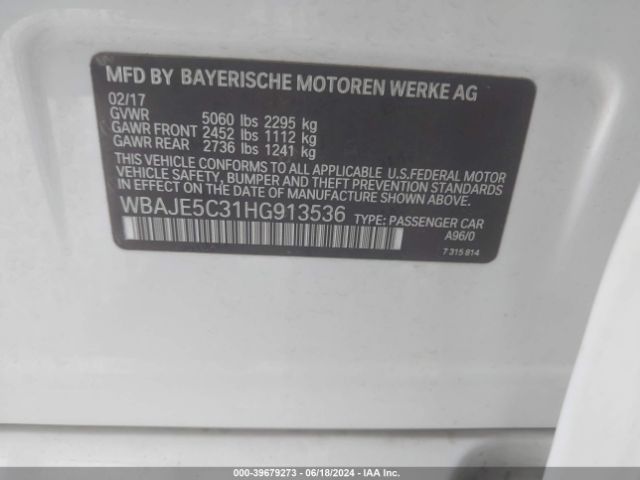 MFD BY BAYERISCHE MOTOREN WERKE AG
02/17
GVWR 5060 lbs 2295 kg
GAWR FRONT 2452 lbs 1112 kg
GAWR REAR 2736 lbs 1241 kg
THIS VEHICLE CONFORMS TO ALL APPLICABLE U.S.FEDERAL MOTOR
VEHICLE SAFETY, BUMPER AND THEFT PREVENTION STANDARDS
IN EFFECT ON THE DATE OF MANUFACTURE SHOWN ABOVE.
WBAJE5C31HG913536 TYPE: PASSENGER CAR
A96/0
7 315 814
000-39679273 - 06/18/2024 - IAA Inc.